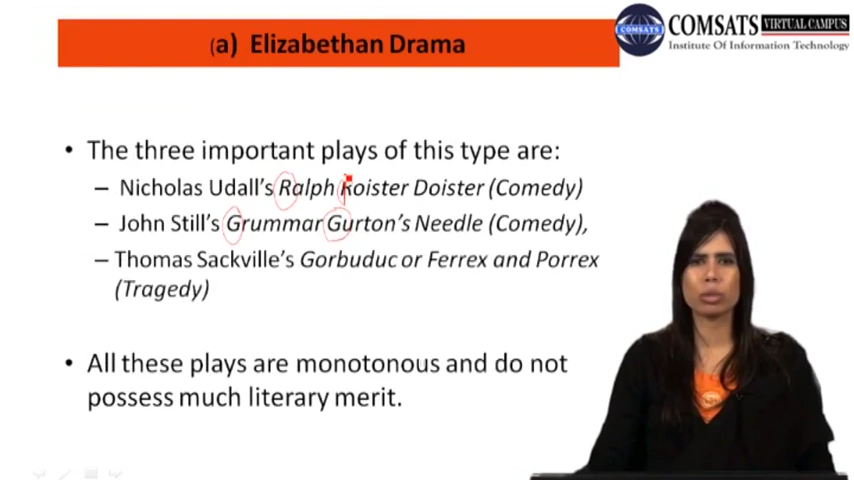 (a) Elizabethan Drama
COMSATS VIRTUAL CAMPUS
COMSATS
Institute Of Information Technology
• The three important plays of this type are:
– Nicholas Udall's Ralph Roister Doister (Comedy)
– John Still's Grummar Gurton's Needle (Comedy),
– Thomas Sackville's Gorbuduc or Ferrex and Porrex
(Tragedy)
• All these plays are monotonous and do not
possess much literary merit.